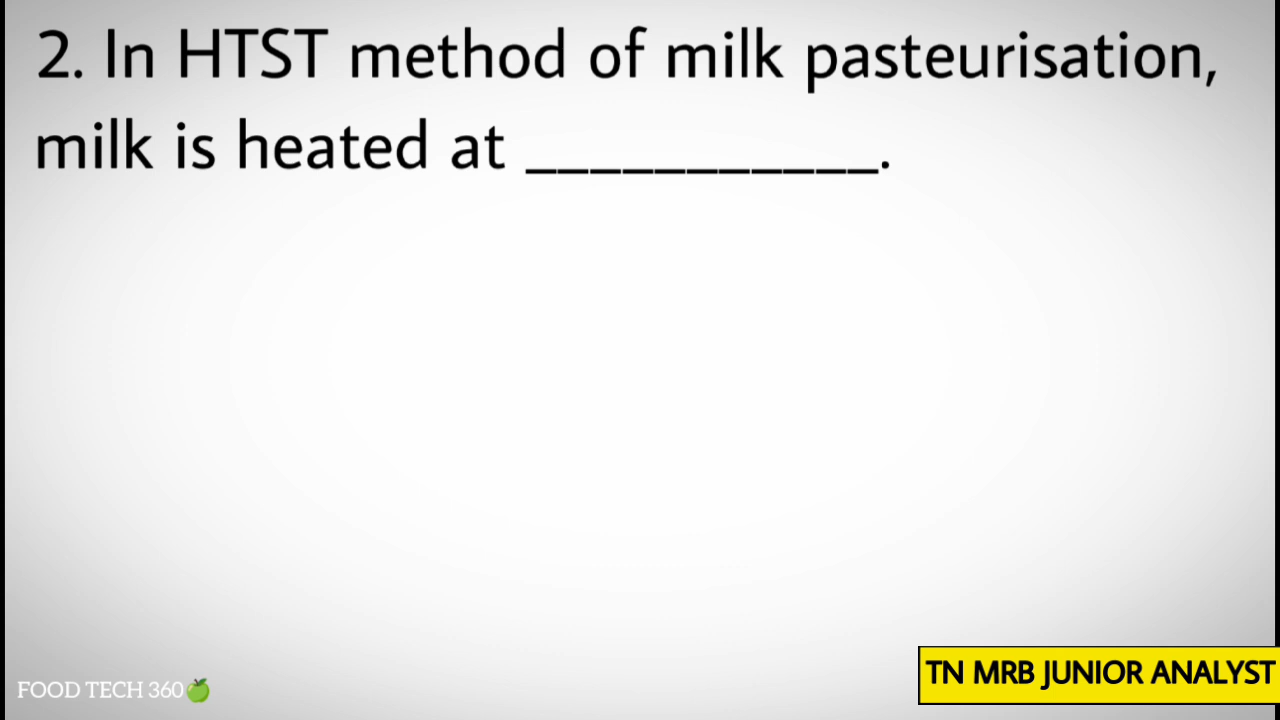 2. In HTST method of milk pasteurisation,
milk is heated at ___________.
FOOD TECH 360
TN MRB JUNIOR ANALYST